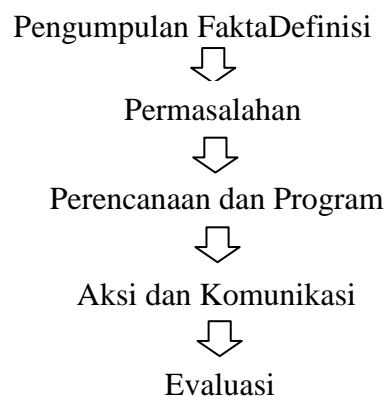 Pengumpulan FaktaDefinisi
Permasalahan
Perencanaan dan Program
Aksi dan Komunikasi
Evaluasi